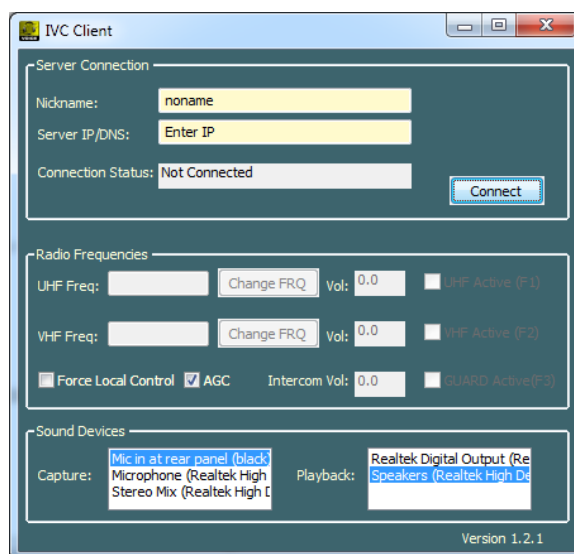 IVC Client
Server Connection
Nickname: noname
Server IP/DNS: Enter IP
Connection Status: Not Connected
Connect
Radio Frequencies
UHF Freq: Change FRQ Vol: 0.0 UHF Active (F1)
VHF Freq: Change FRQ Vol: 0.0 VHF Active (F2)
Force Local Control AGC Intercom Vol: 0.0 GUARD Active(F3)
Sound Devices
Capture:
Mic in at rear panel (black)
Microphone (Realtek High
Stereo Mix (Realtek High D
Playback:
Realtek Digital Output (Re
Speakers (Realtek High De
Version 1.2.1